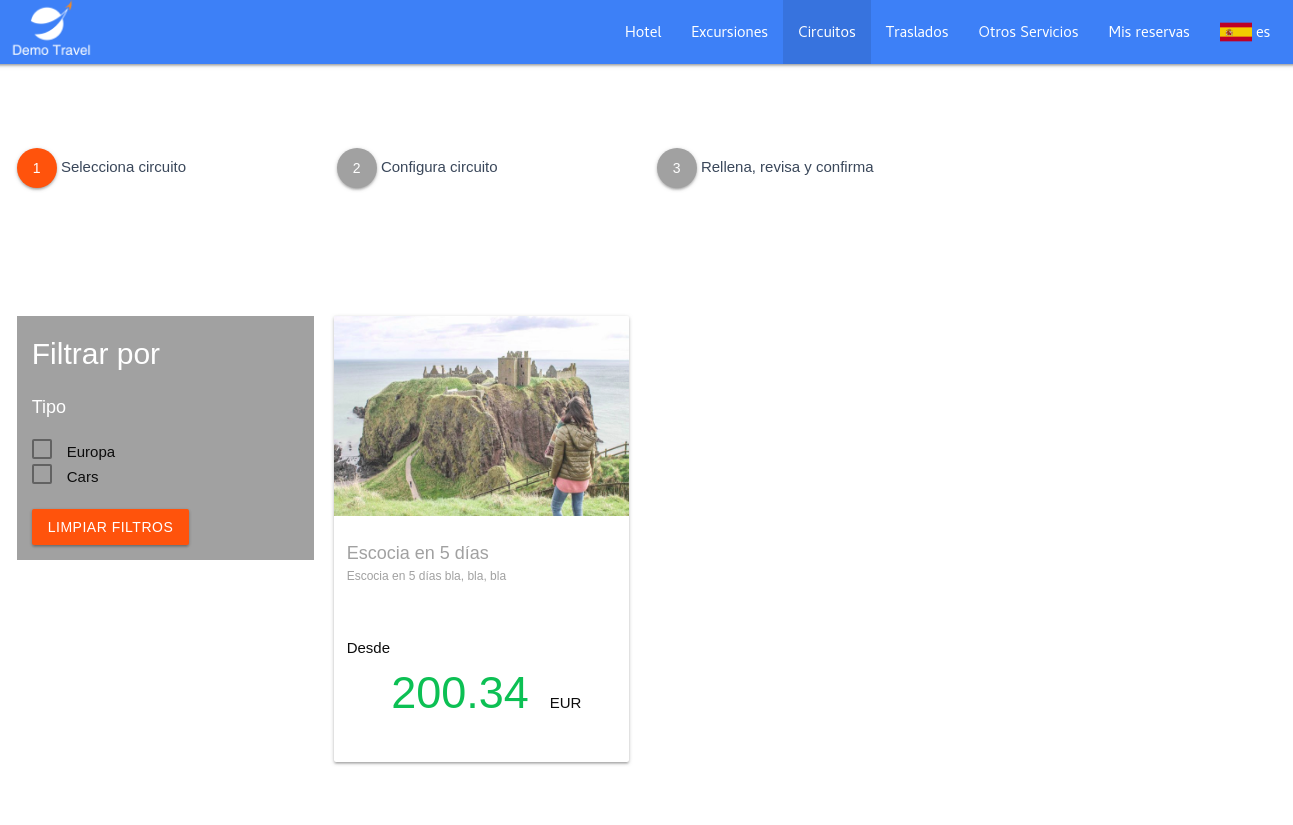 Demo Travel
Hotel Excursiones Circuitos Traslados Otros Servicios Mis reservas es
1 Selecciona circuito
2 Configura circuito
3 Rellena, revisa y confirma
Filtrar por
Tipo
Europa
Cars
LIMPIAR FILTROS
Escocia en 5 días
Escocia en 5 días bla, bla, bla
Desde
200.34 EUR